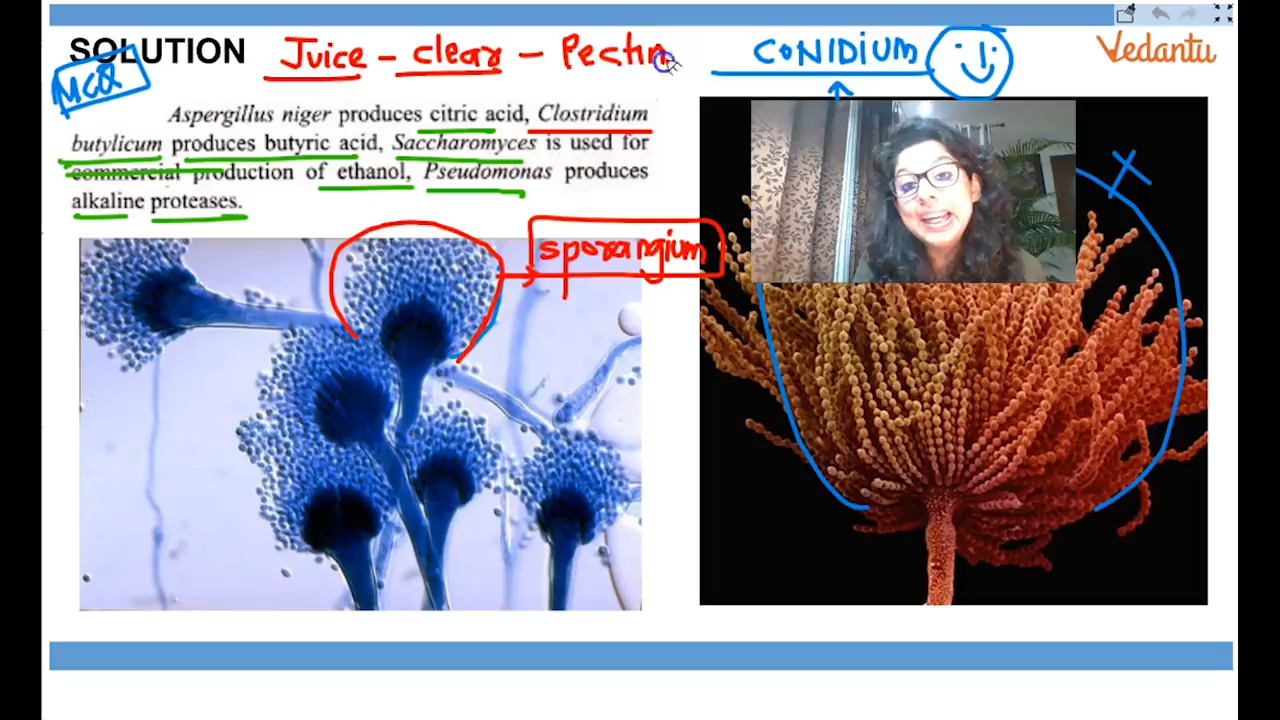 SOLUTION
Juice - clear - Pectin
CONIDIUM
Vedantu
MCQ
Aspergillus niger produces citric acid, Clostridium
butylicum produces butyric acid, Saccharomyces is used for
commercial production of ethanol, Pseudomonas produces
alkaline proteases.
sporangium